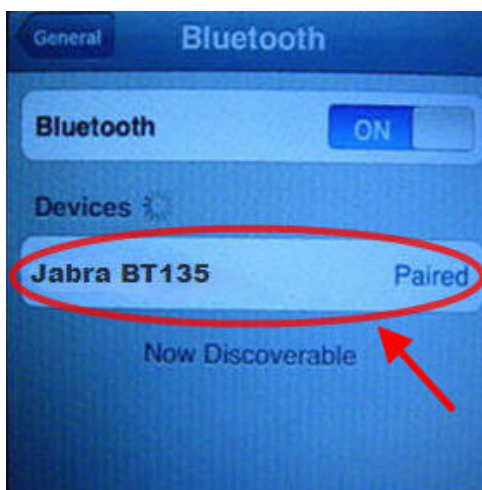 General Bluetooth
Bluetooth ON
Devices
Jabra BT135 Paired
Now Discoverable